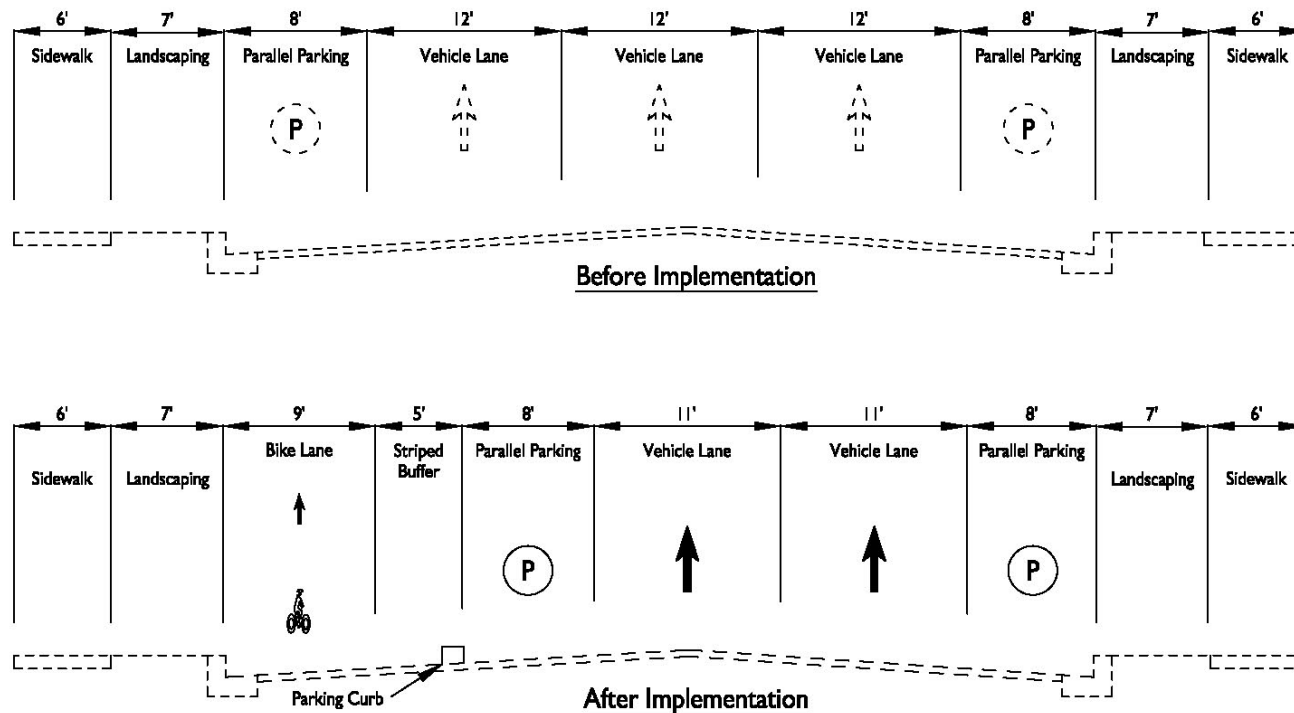 6' 7' 8' 12' 12' 12' 8' 7' 6'
Sidewalk Landscaping Parallel Parking Vehicle Lane Vehicle Lane Vehicle Lane Parallel Parking Landscaping Sidewalk
P P
Before Implementation
6' 7' 9' 5' 8' 11' 11' 8' 7' 6'
Bike Lane Striped Parallel Parking Vehicle Lane Vehicle Lane Parallel Parking
Buffer
Sidewalk Landscaping Landscaping Sidewalk
P P
Parking Curb
After Implementation